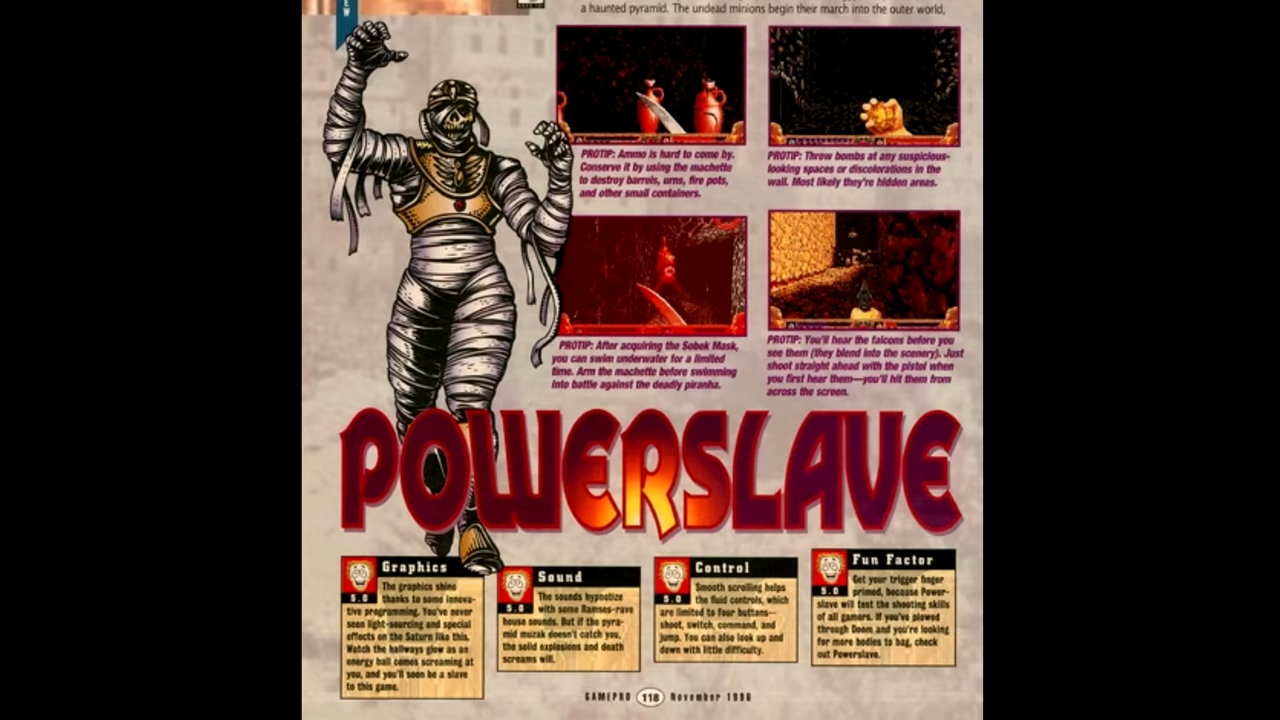 EW
a haunted pyramid. The undead minions begin their march into the outer world,
PROTIP: Ammo is hard to come by.
Conserve it by using the machette
to destroy barrels, urns, fire pots,
and other small containers.
PROTIP: Throw bombs at any suspicious-
looking spaces or discolorations in the
wall. Most likely they're hidden areas.
PROTIP: After acquiring the Sobek Mask,
you can swim underwater for a limited
time. Arm the machette before swimming
into battle against the deadly piranha.
PROTIP: You'll hear the falcons before you
see them (they blend into the scenery). Just
shoot straight ahead with the pistol when
you first hear them—you'll hit them from
across the screen.
POWERSLAVE
Graphics
5.0
The graphics shine
thanks to some innova-
tive programming. You've never
seen light-sourcing and special
effects on the Saturn like this.
Watch the hallways glow as an
energy ball comes screaming at
you, and you'll soon be a slave
to this game.
Sound
5.0
The sounds hypnotize
with some Ramses-rave
house sounds. But if the pyra-
mid muzak doesn't catch you,
the solid explosions and death
screams will.
Control
5.0
Smooth scrolling helps
the fluid controls, which
are limited to four buttons—
shoot, switch, command, and
jump. You can also look up and
down with little difficulty.
Fun Factor
5.0
Get your trigger finger
primed, because Power-
slave will test the shooting skills
of all gamers. If you've plowed
through Doom and you're looking
for more bodies to bag, check
out Powerslave.
GAMEPRO 118 November 1996